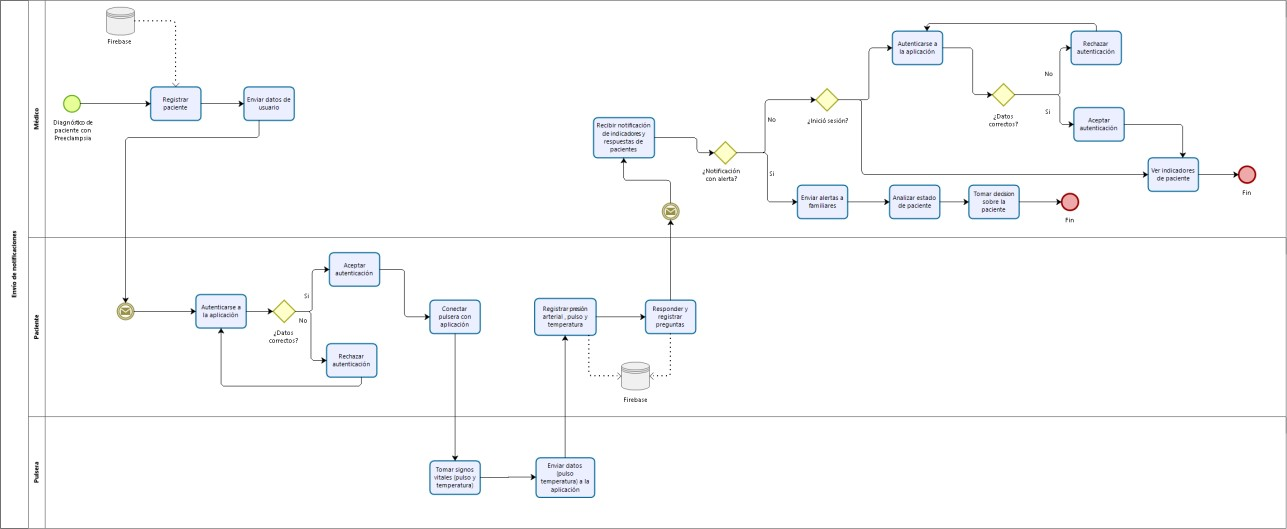 Envío de notificaciones
Médico
Firebase
Diagnóstico de
paciente con
Preeclampsia
Registrar
paciente
Enviar datos de
usuario
Recibir notificación
de indicadores y
respuestas de
pacientes
¿Notificación
con alerta?
No
Si
¿Inició sesión?
Autenticarse a
la aplicación
¿Datos
correctos?
No
Si
Rechazar
autenticación
Aceptar
autenticación
Ver indicadores
de paciente
Fin
Enviar alertas a
familiares
Analizar estado
de paciente
Tomar decision
sobre la
paciente
Fin
Paciente
Autenticarse a
la aplicación
¿Datos
correctos?
Si
No
Aceptar
autenticación
Rechazar
autenticación
Conectar
pulsera con
aplicación
Registrar presión
arterial , pulso y
temperatura
Responder y
registrar
preguntas
Firebase
Pulsera
Tomar signos
vitales (pulso y
temperatura)
Enviar datos
(pulso
temperatura) a la
aplicación